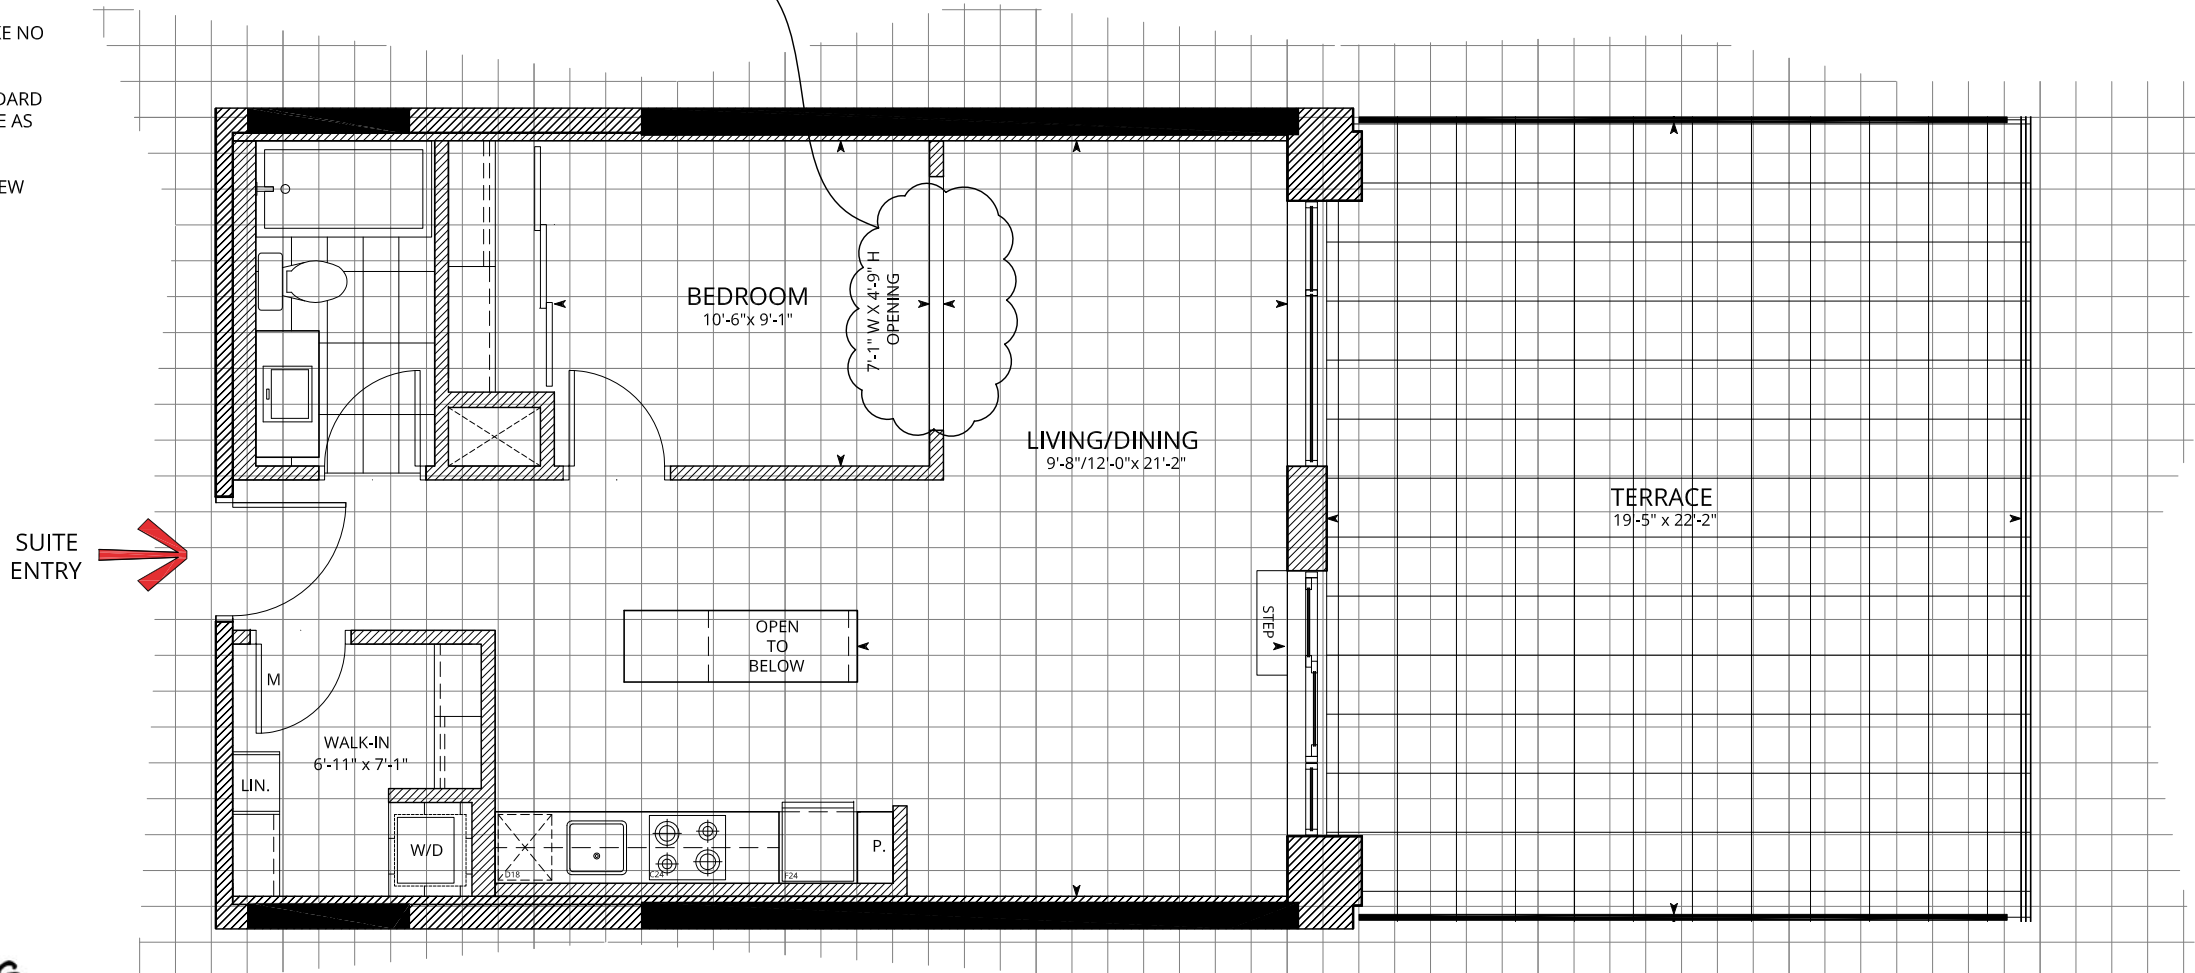 E NO
DARD
E AS
EW
BEDROOM
10'-6"x 9'-1"
7'-1" W X 4'-9" H
OPENING
LIVING/DINING
9'-8"/12'-0"x 21'-2"
TERRACE
19'-5" x 22'-2"
SUITE
ENTRY
OPEN
TO
BELOW
STEP
M
WALK-IN
6'-11" x 7'-1"
LIN.
W/D
D18
C24
F24
P.